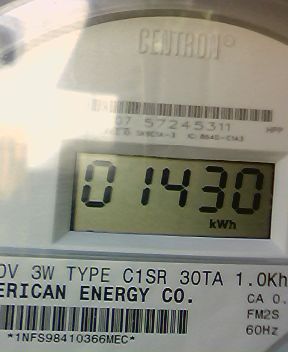 CENTRON®
07 57245311 HPP
01430
kWh
0V 3W TYPE C1SR 30TA 1.0Kh
ERICAN ENERGY CO.
CA 0.
FM2S
60Hz
*1NFS98410366MEC*